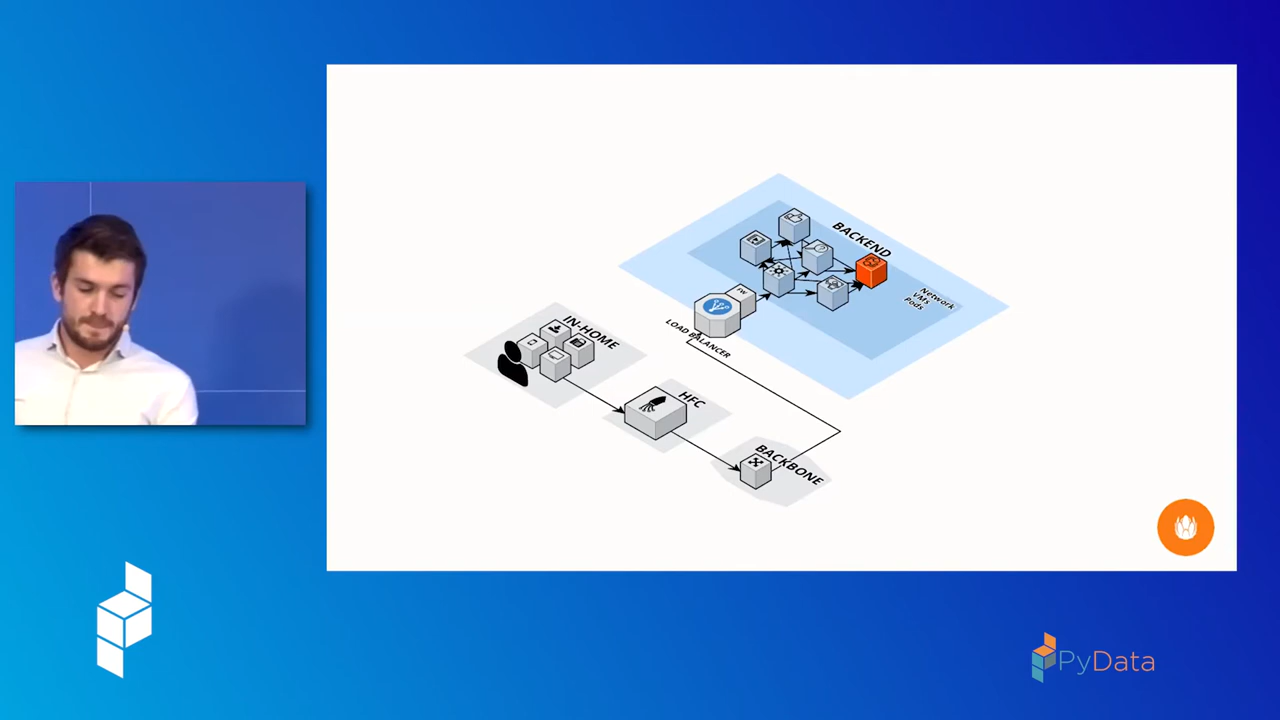 BACKEND
Network
VMs
Pods
FW
LOAD BALANCER
IN-HOME
HFC
BACKBONE
PyData